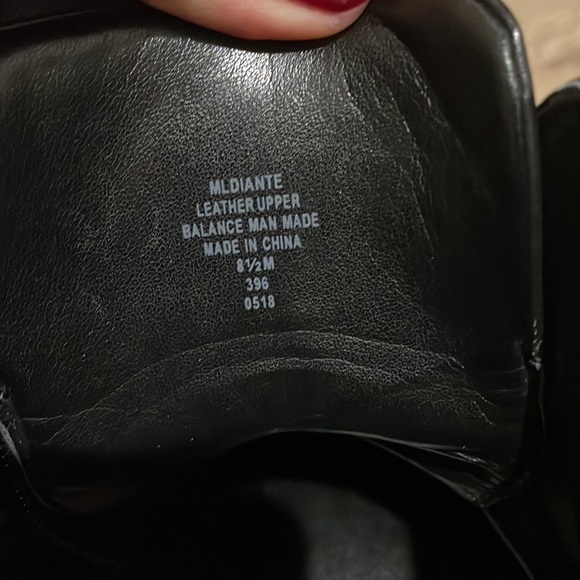 MLDIANTE
LEATHER UPPER
BALANCE MAN MADE
MADE IN CHINA
8½M
396
0518